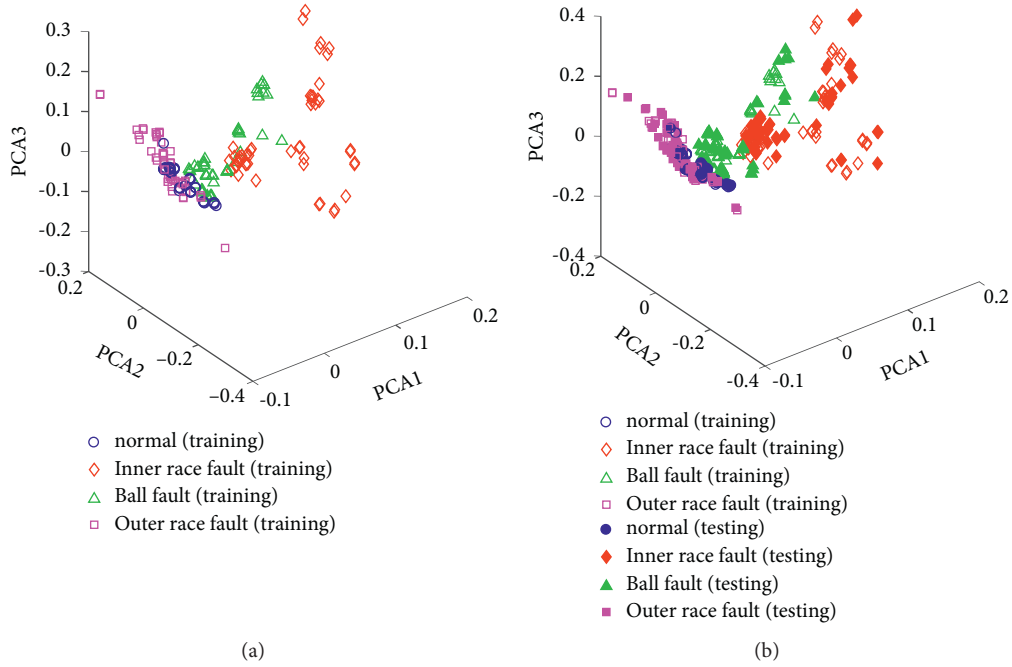 0.3
0.2
0.1
0
-0.1
-0.2
-0.3
PCA3
0.2
0
–0.2
–0.4
PCA2
-0.1
0
0.1
0.2
PCA1
normal (training)
Inner race fault (training)
Ball fault (training)
Outer race fault (training)
(a)
0.4
0.2
0
-0.2
-0.4
PCA3
0.2
0
-0.2
-0.4
PCA2
-0.1
0
0.1
0.2
PCA1
normal (training)
Inner race fault (training)
Ball fault (training)
Outer race fault (training)
normal (testing)
Inner race fault (testing)
Ball fault (testing)
Outer race fault (testing)
(b)